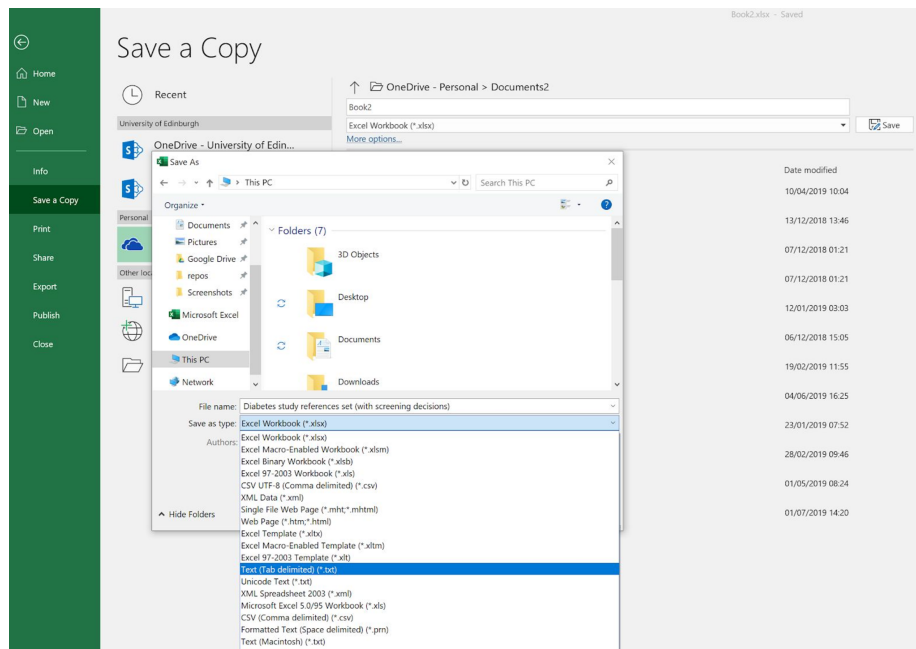 Book2.xlsx - Saved
Save a Copy
Home
New
Open
Info
Save a Copy
Print
Share
Export
Publish
Close
Recent
University of Edinburgh
OneDrive - University of Edin...
Personal
Other loc
OneDrive - Personal > Documents2
Book2
Excel Workbook (*.xlsx)
Save
More options...
Date modified
10/04/2019 10:04
13/12/2018 13:46
07/12/2018 01:21
07/12/2018 01:21
12/01/2019 03:03
06/12/2018 15:05
19/02/2019 11:55
04/06/2019 16:25
23/01/2019 07:52
28/02/2019 09:46
01/05/2019 08:24
01/07/2019 14:20
Save As
This PC
Search This PC
Organize
Documents
Pictures
Google Drive
repos
Screenshots
Microsoft Excel
OneDrive
This PC
Network
Folders (7)
3D Objects
Desktop
Documents
Downloads
File name: Diabetes study references set (with screening decisions)
Save as type: Excel Workbook (*.xlsx)
Authors:
Hide Folders
Excel Workbook (*.xlsx)
Excel Macro-Enabled Workbook (*.xlsm)
Excel Binary Workbook (*.xlsb)
Excel 97-2003 Workbook (*.xls)
CSV UTF-8 (Comma delimited) (*.csv)
XML Data (*.xml)
Single File Web Page (*.mht;*.mhtml)
Web Page (*.htm;*.html)
Excel Template (*.xltx)
Excel Macro-Enabled Template (*.xltm)
Excel 97-2003 Template (*.xlt)
Text (Tab delimited) (*.txt)
Unicode Text (*.txt)
XML Spreadsheet 2003 (*.xml)
Microsoft Excel 5.0/95 Workbook (*.xls)
CSV (Comma delimited) (*.csv)
Formatted Text (Space delimited) (*.prn)
Text (Macintosh) (*.txt)